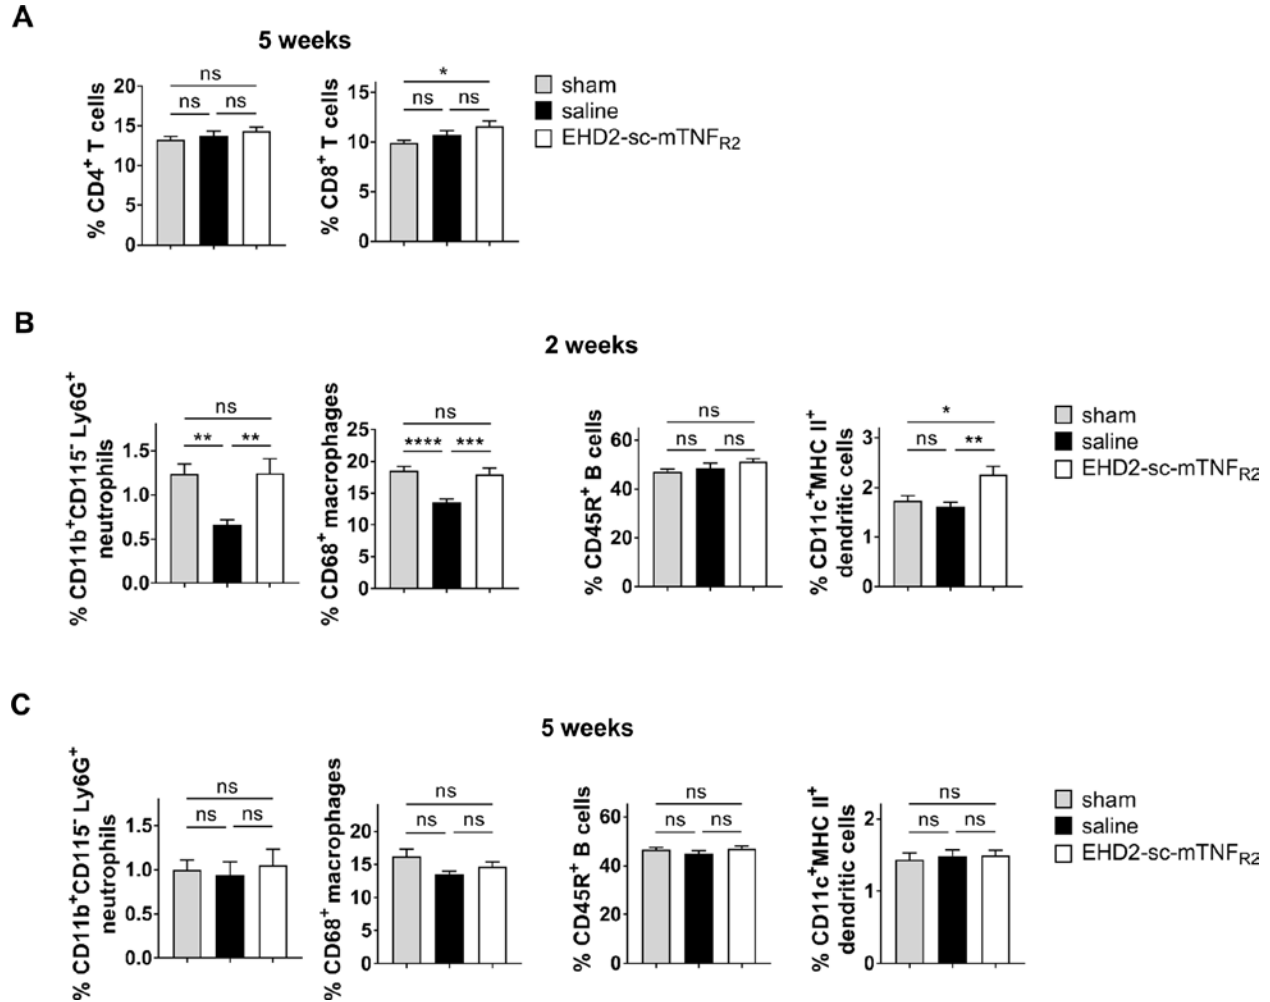 A
5 weeks
% CD4⁺ T cells
20
15
10
5
0
ns
ns
ns
% CD8⁺ T cells
15
10
5
0
*
ns
ns
sham
saline
EHD2-sc-mTNF_R2
B
2 weeks
% CD11b⁺CD115⁻ Ly6G⁺
neutrophils
1.5
1.0
0.5
0.0
ns
**
**
% CD68⁺ macrophages
25
20
15
10
5
0
ns
****
***
% CD45R⁺ B cells
60
40
20
0
ns
ns
ns
% CD11c⁺MHC II⁺
dendritic cells
3
2
1
0
*
ns
**
sham
saline
EHD2-sc-mTNF_R2
C
5 weeks
% CD11b⁺CD115⁻ Ly6G⁺
neutrophils
1.5
1.0
0.5
0.0
ns
ns
ns
% CD68⁺ macrophages
20
15
10
5
0
ns
ns
ns
% CD45R⁺ B cells
60
40
20
0
ns
ns
ns
% CD11c⁺MHC II⁺
dendritic cells
2
1
0
ns
ns
ns
sham
saline
EHD2-sc-mTNF_R2